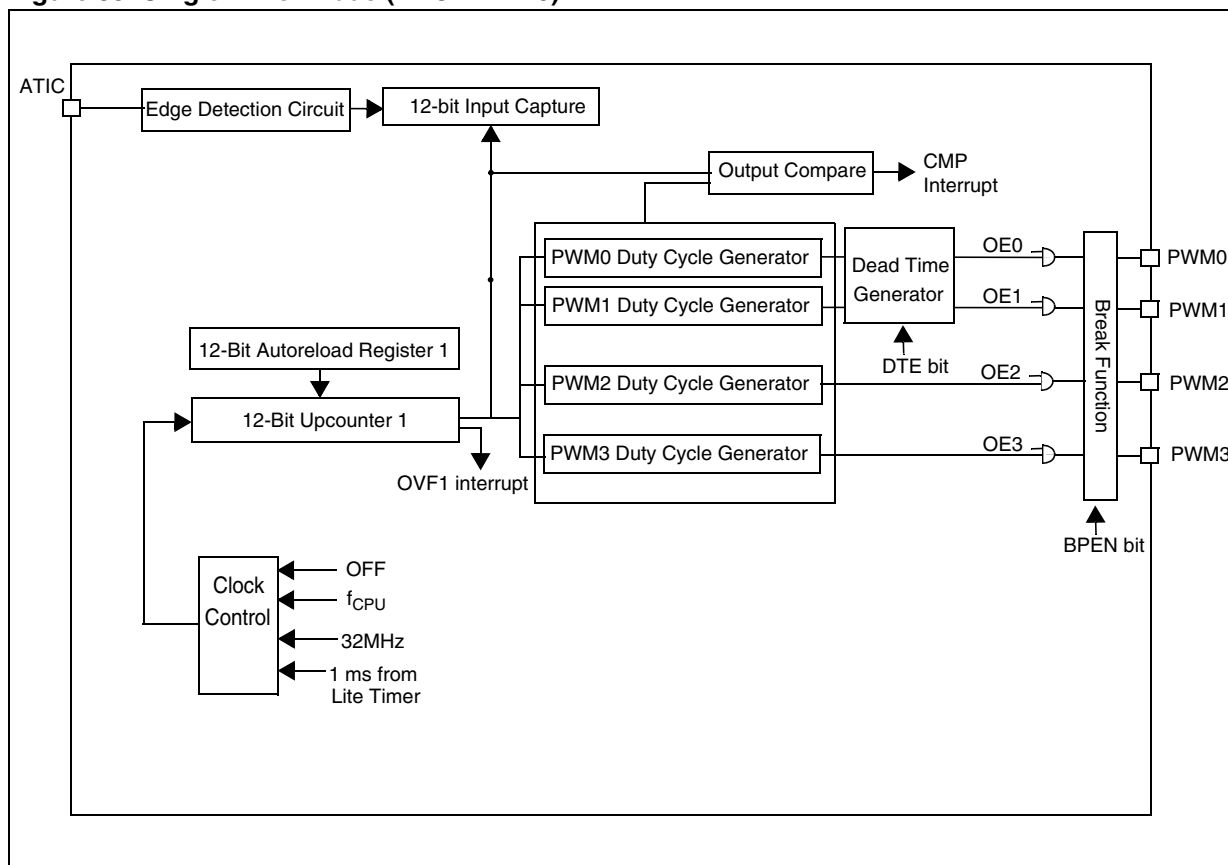 ATIC
Edge Detection Circuit
12-bit Input Capture
Output Compare
CMP
Interrupt
PWM0 Duty Cycle Generator
PWM1 Duty Cycle Generator
PWM2 Duty Cycle Generator
PWM3 Duty Cycle Generator
Dead Time
Generator
DTE bit
OE0
OE1
OE2
OE3
Break Function
BPEN bit
PWM0
PWM1
PWM2
PWM3
12-Bit Autoreload Register 1
12-Bit Upcounter 1
OVF1 interrupt
Clock
Control
OFF
fCPU
32MHz
1 ms from
Lite Timer